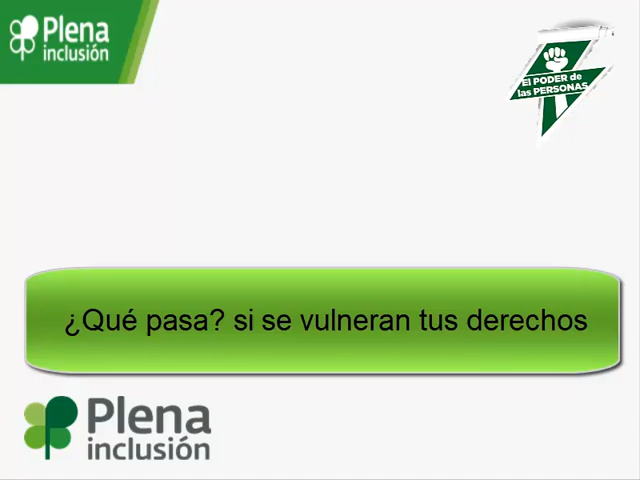 Plena
inclusión
El PODER de
las PERSONAS
¿Qué pasa? si se vulneran tus derechos
Plena
inclusión